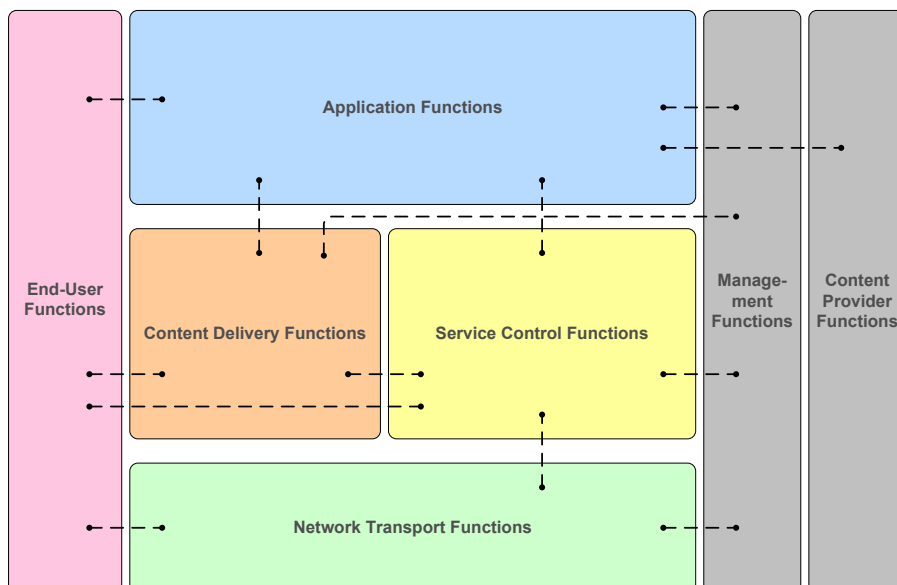 Application Functions
End-User
Functions
Content Delivery Functions
Service Control Functions
Manage-
ment
Functions
Content
Provider
Functions
Network Transport Functions